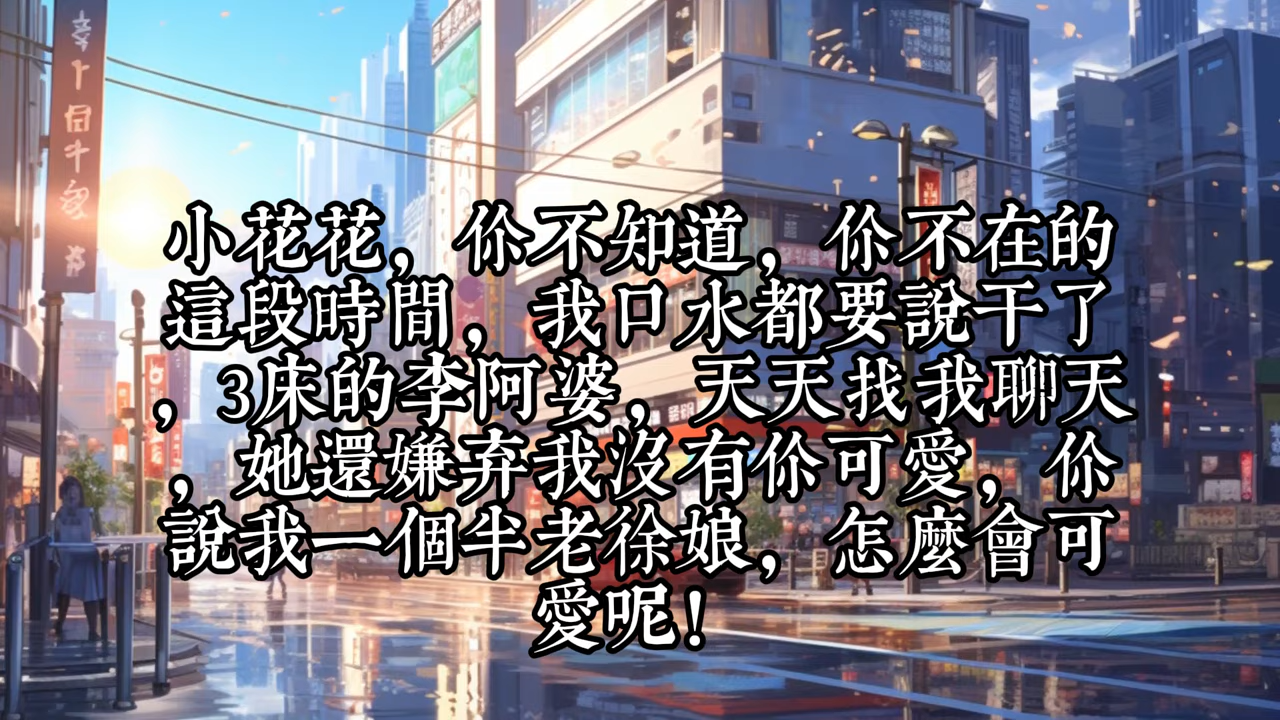 小花花，你不知道，你不在的
這段時間，我口水都要說干了
，3床的李阿婆，天天找我聊天
，她還嫌弃我沒有你可愛，你
說我一個半老徐娘，怎麼會可
愛呢！